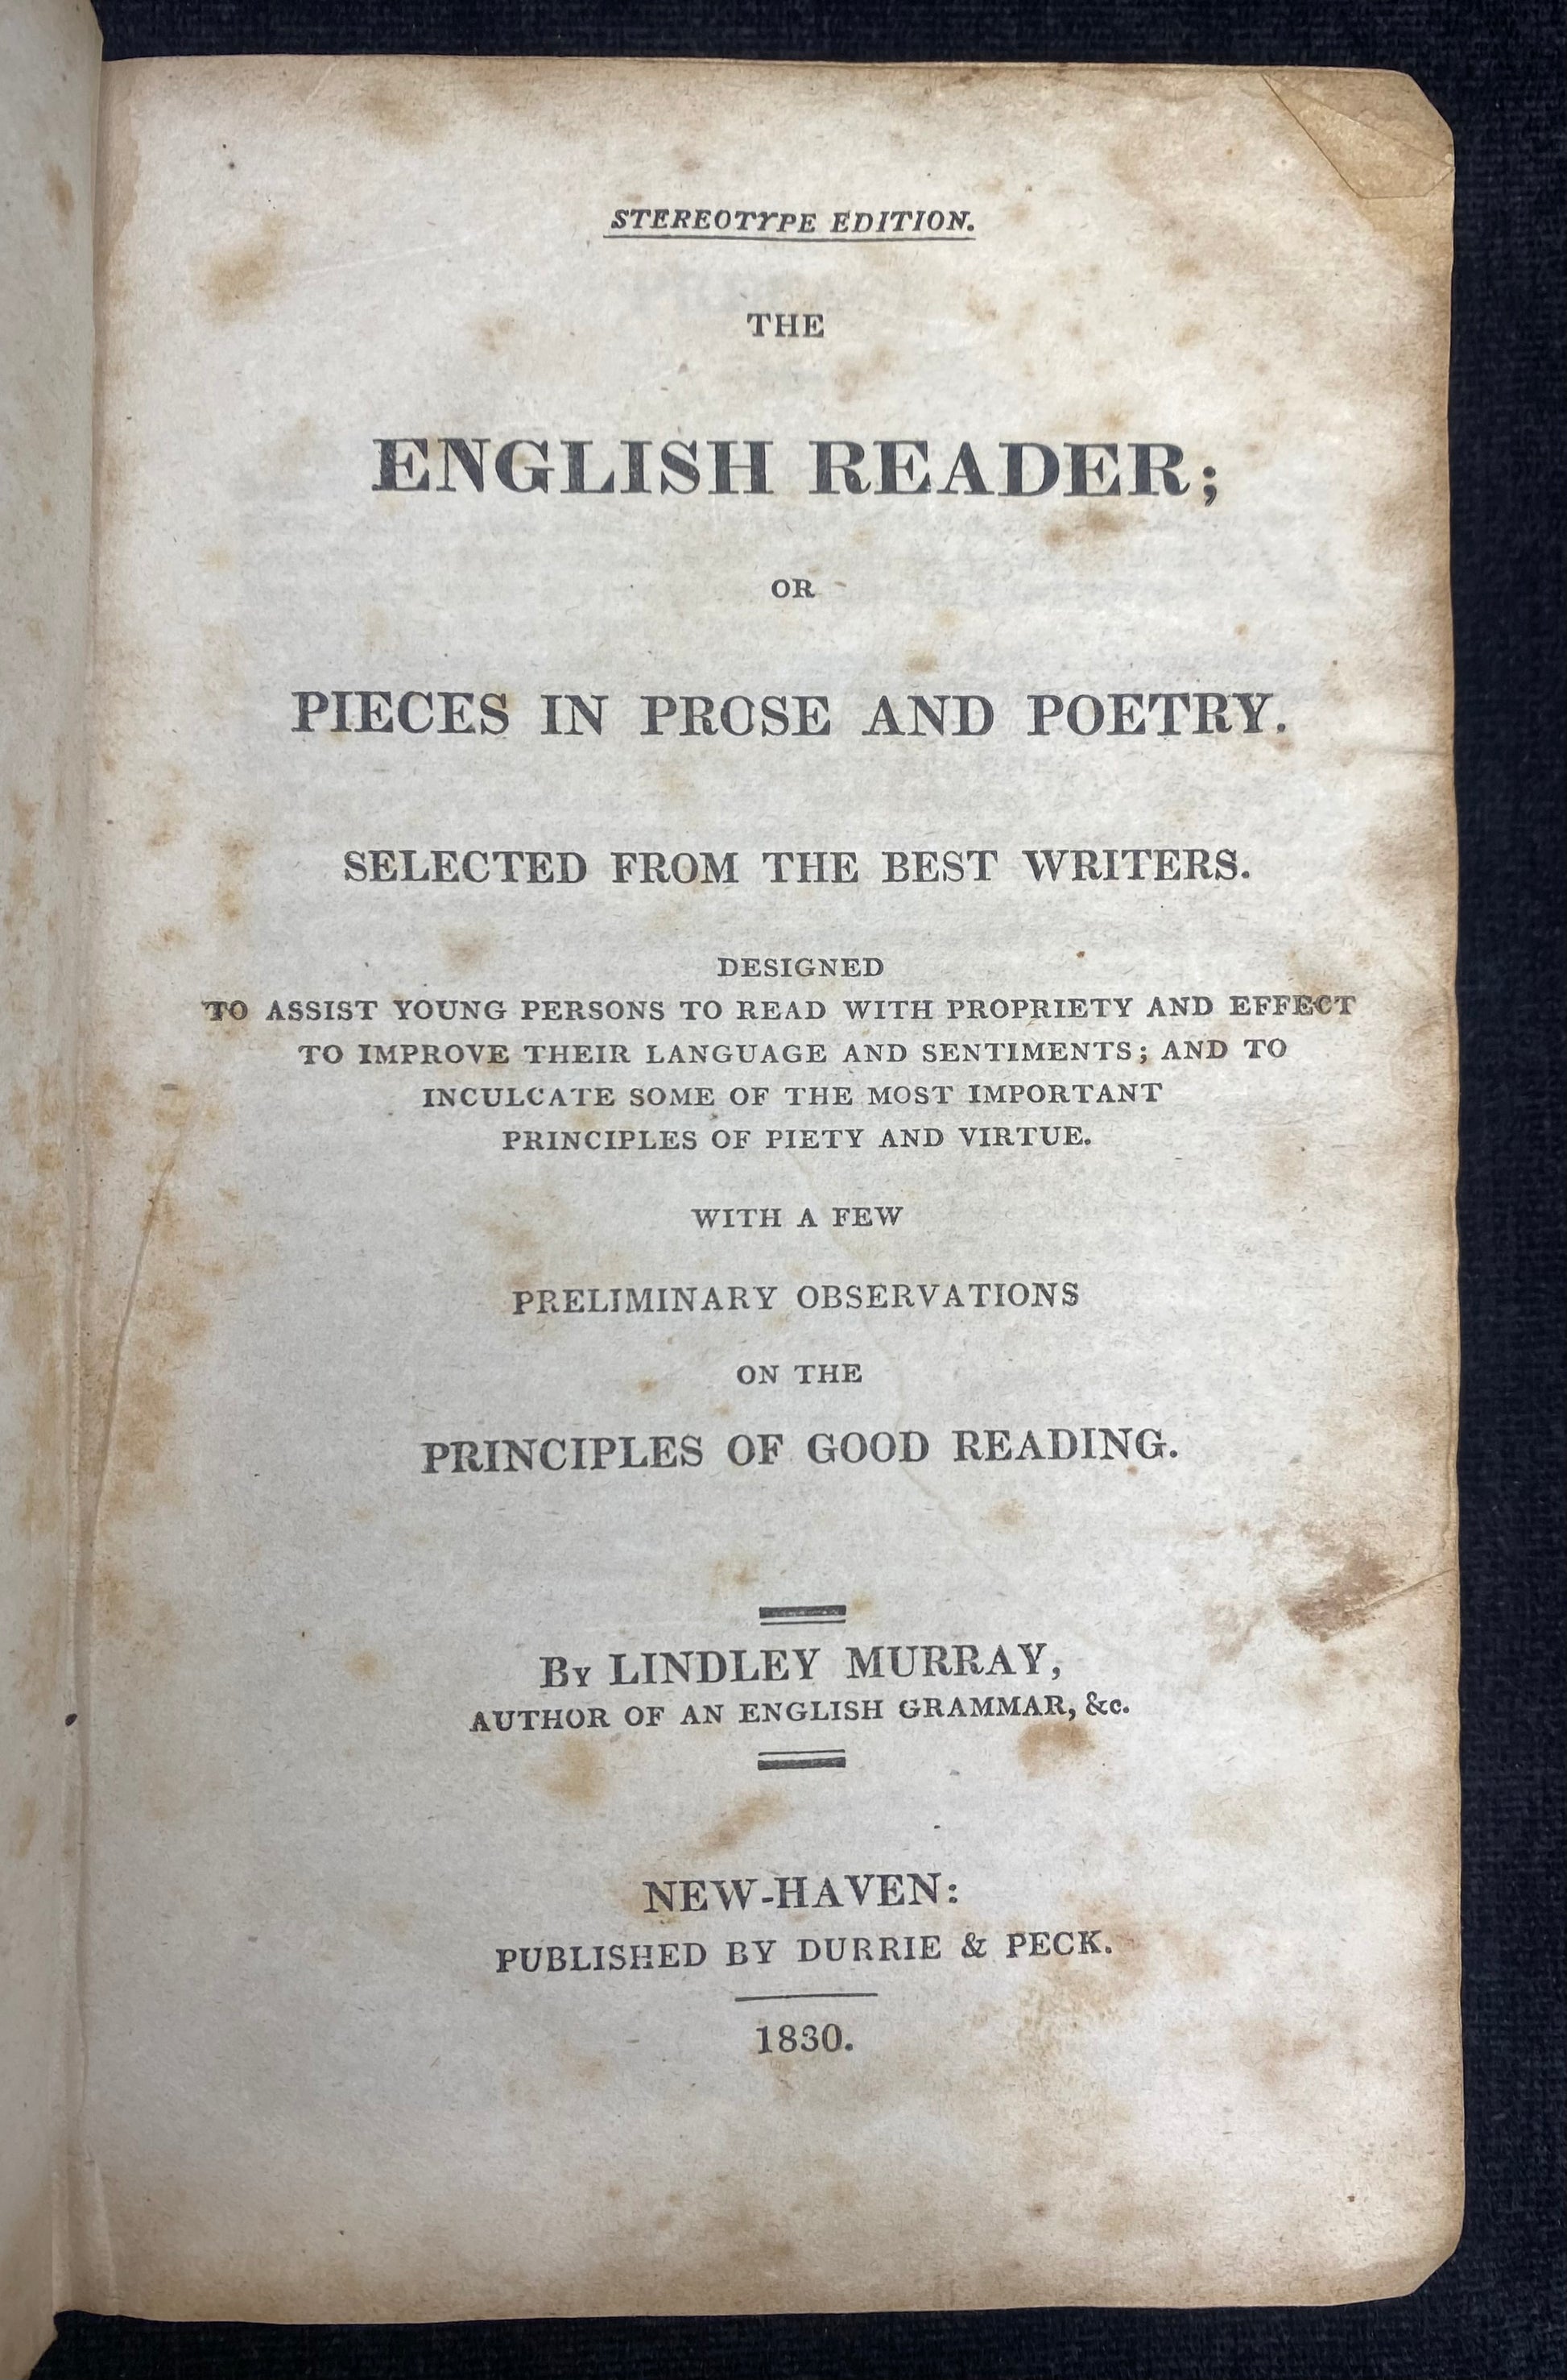 STEREOTYPE EDITION.
THE
ENGLISH READER;
OR
PIECES IN PROSE AND POETRY.
SELECTED FROM THE BEST WRITERS.
DESIGNED
TO ASSIST YOUNG PERSONS TO READ WITH PROPRIETY AND EFFECT
TO IMPROVE THEIR LANGUAGE AND SENTIMENTS; AND TO
INCULCATE SOME OF THE MOST IMPORTANT
PRINCIPLES OF PIETY AND VIRTUE.
WITH A FEW
PRELIMINARY OBSERVATIONS
ON THE
PRINCIPLES OF GOOD READING.
By LINDLEY MURRAY,
AUTHOR OF AN ENGLISH GRAMMAR, &c.
NEW-HAVEN:
PUBLISHED BY DURRIE & PECK.
1830.